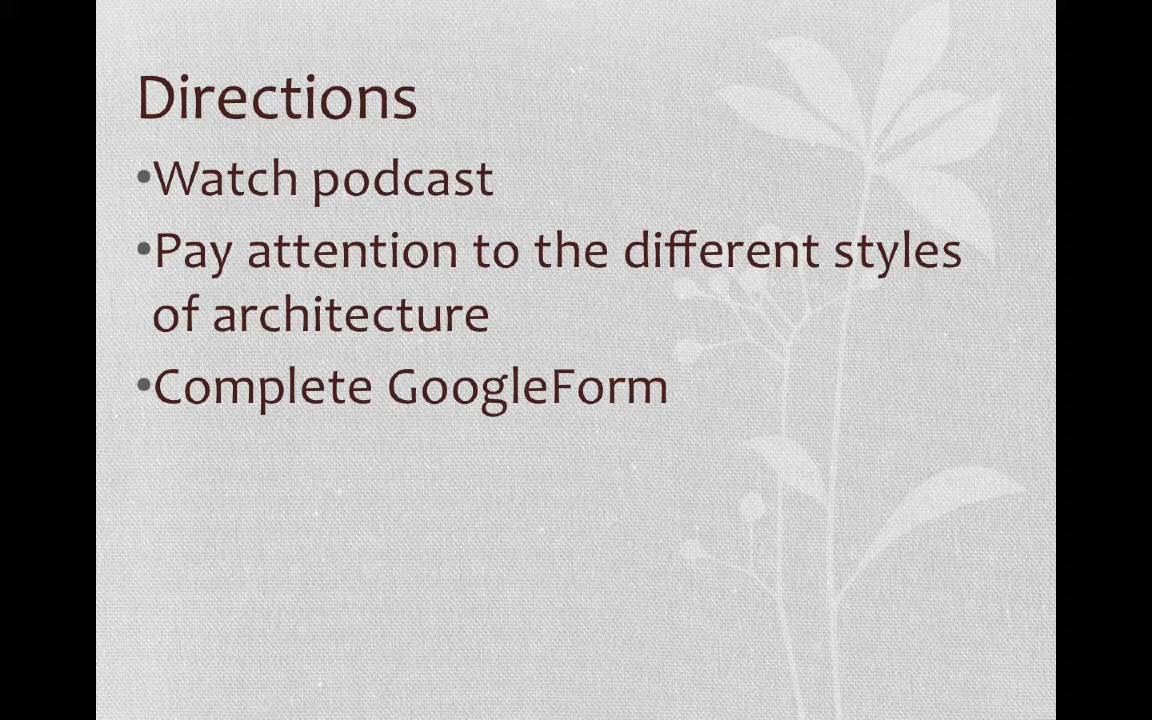 Directions
•Watch podcast
•Pay attention to the different styles
of architecture
•Complete GoogleForm